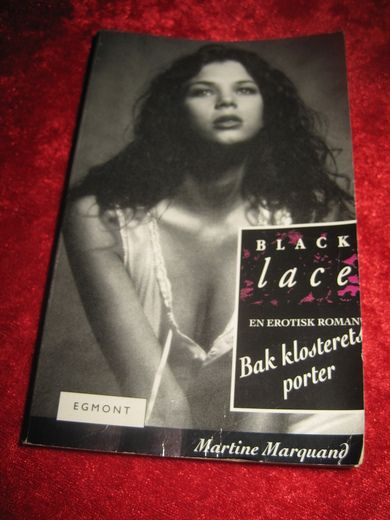 BLACK
lace
EN EROTISK ROMAN
Bak klosterets
porter
EGMONT
Martine Marquand